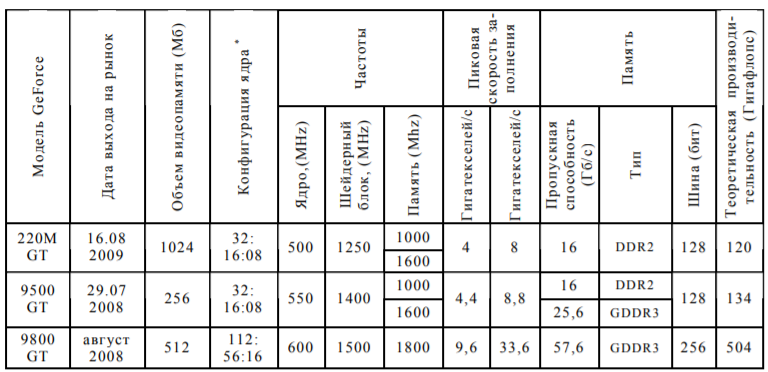 Модель GeForce
Дата выхода на рынок
Объем видеопамяти (Мб)
Конфигурация ядра*
Частоты
Пиковая
скорость за-
полнения
Память
Теоретическая производи-
тельность (Гигафлопс)
Ядро,(MHz)
Шейдерный
блок, (MHz)
Память (Mhz)
Гигатекселей/с
Гигатекселей/с
Пропускная
способность
(Гб/с)
Тип
Шина (бит)
220M
GT
16.08
2009
1024
32:
16:08
500
1250
1000
1600
4
8
16
DDR2
128
120
9500
GT
29.07
2008
256
32:
16:08
550
1400
1000
1600
4,4
8,8
16
25,6
DDR2
GDDR3
128
134
9800
GT
август
2008
512
112:
56:16
600
1500
1800
9,6
33,6
57,6
GDDR3
256
504